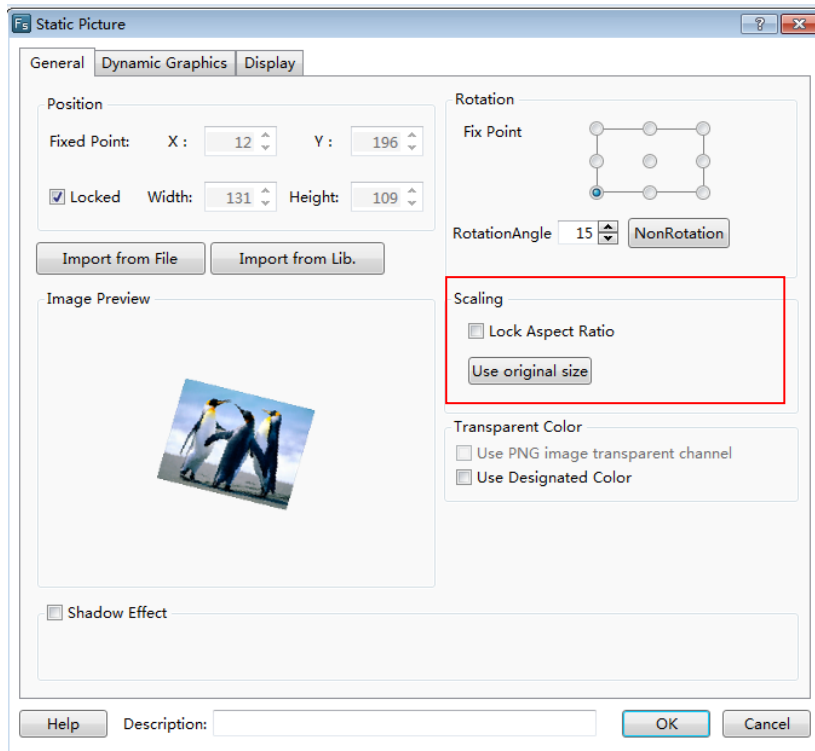 Fs Static Picture
General Dynamic Graphics Display
Position
Fixed Point: X : 12 Y : 196
Locked Width: 131 Height: 109
Import from File Import from Lib.
Image Preview
Shadow Effect
Rotation
Fix Point
RotationAngle 15 NonRotation
Scaling
Lock Aspect Ratio
Use original size
Transparent Color
Use PNG image transparent channel
Use Designated Color
Help Description: OK Cancel